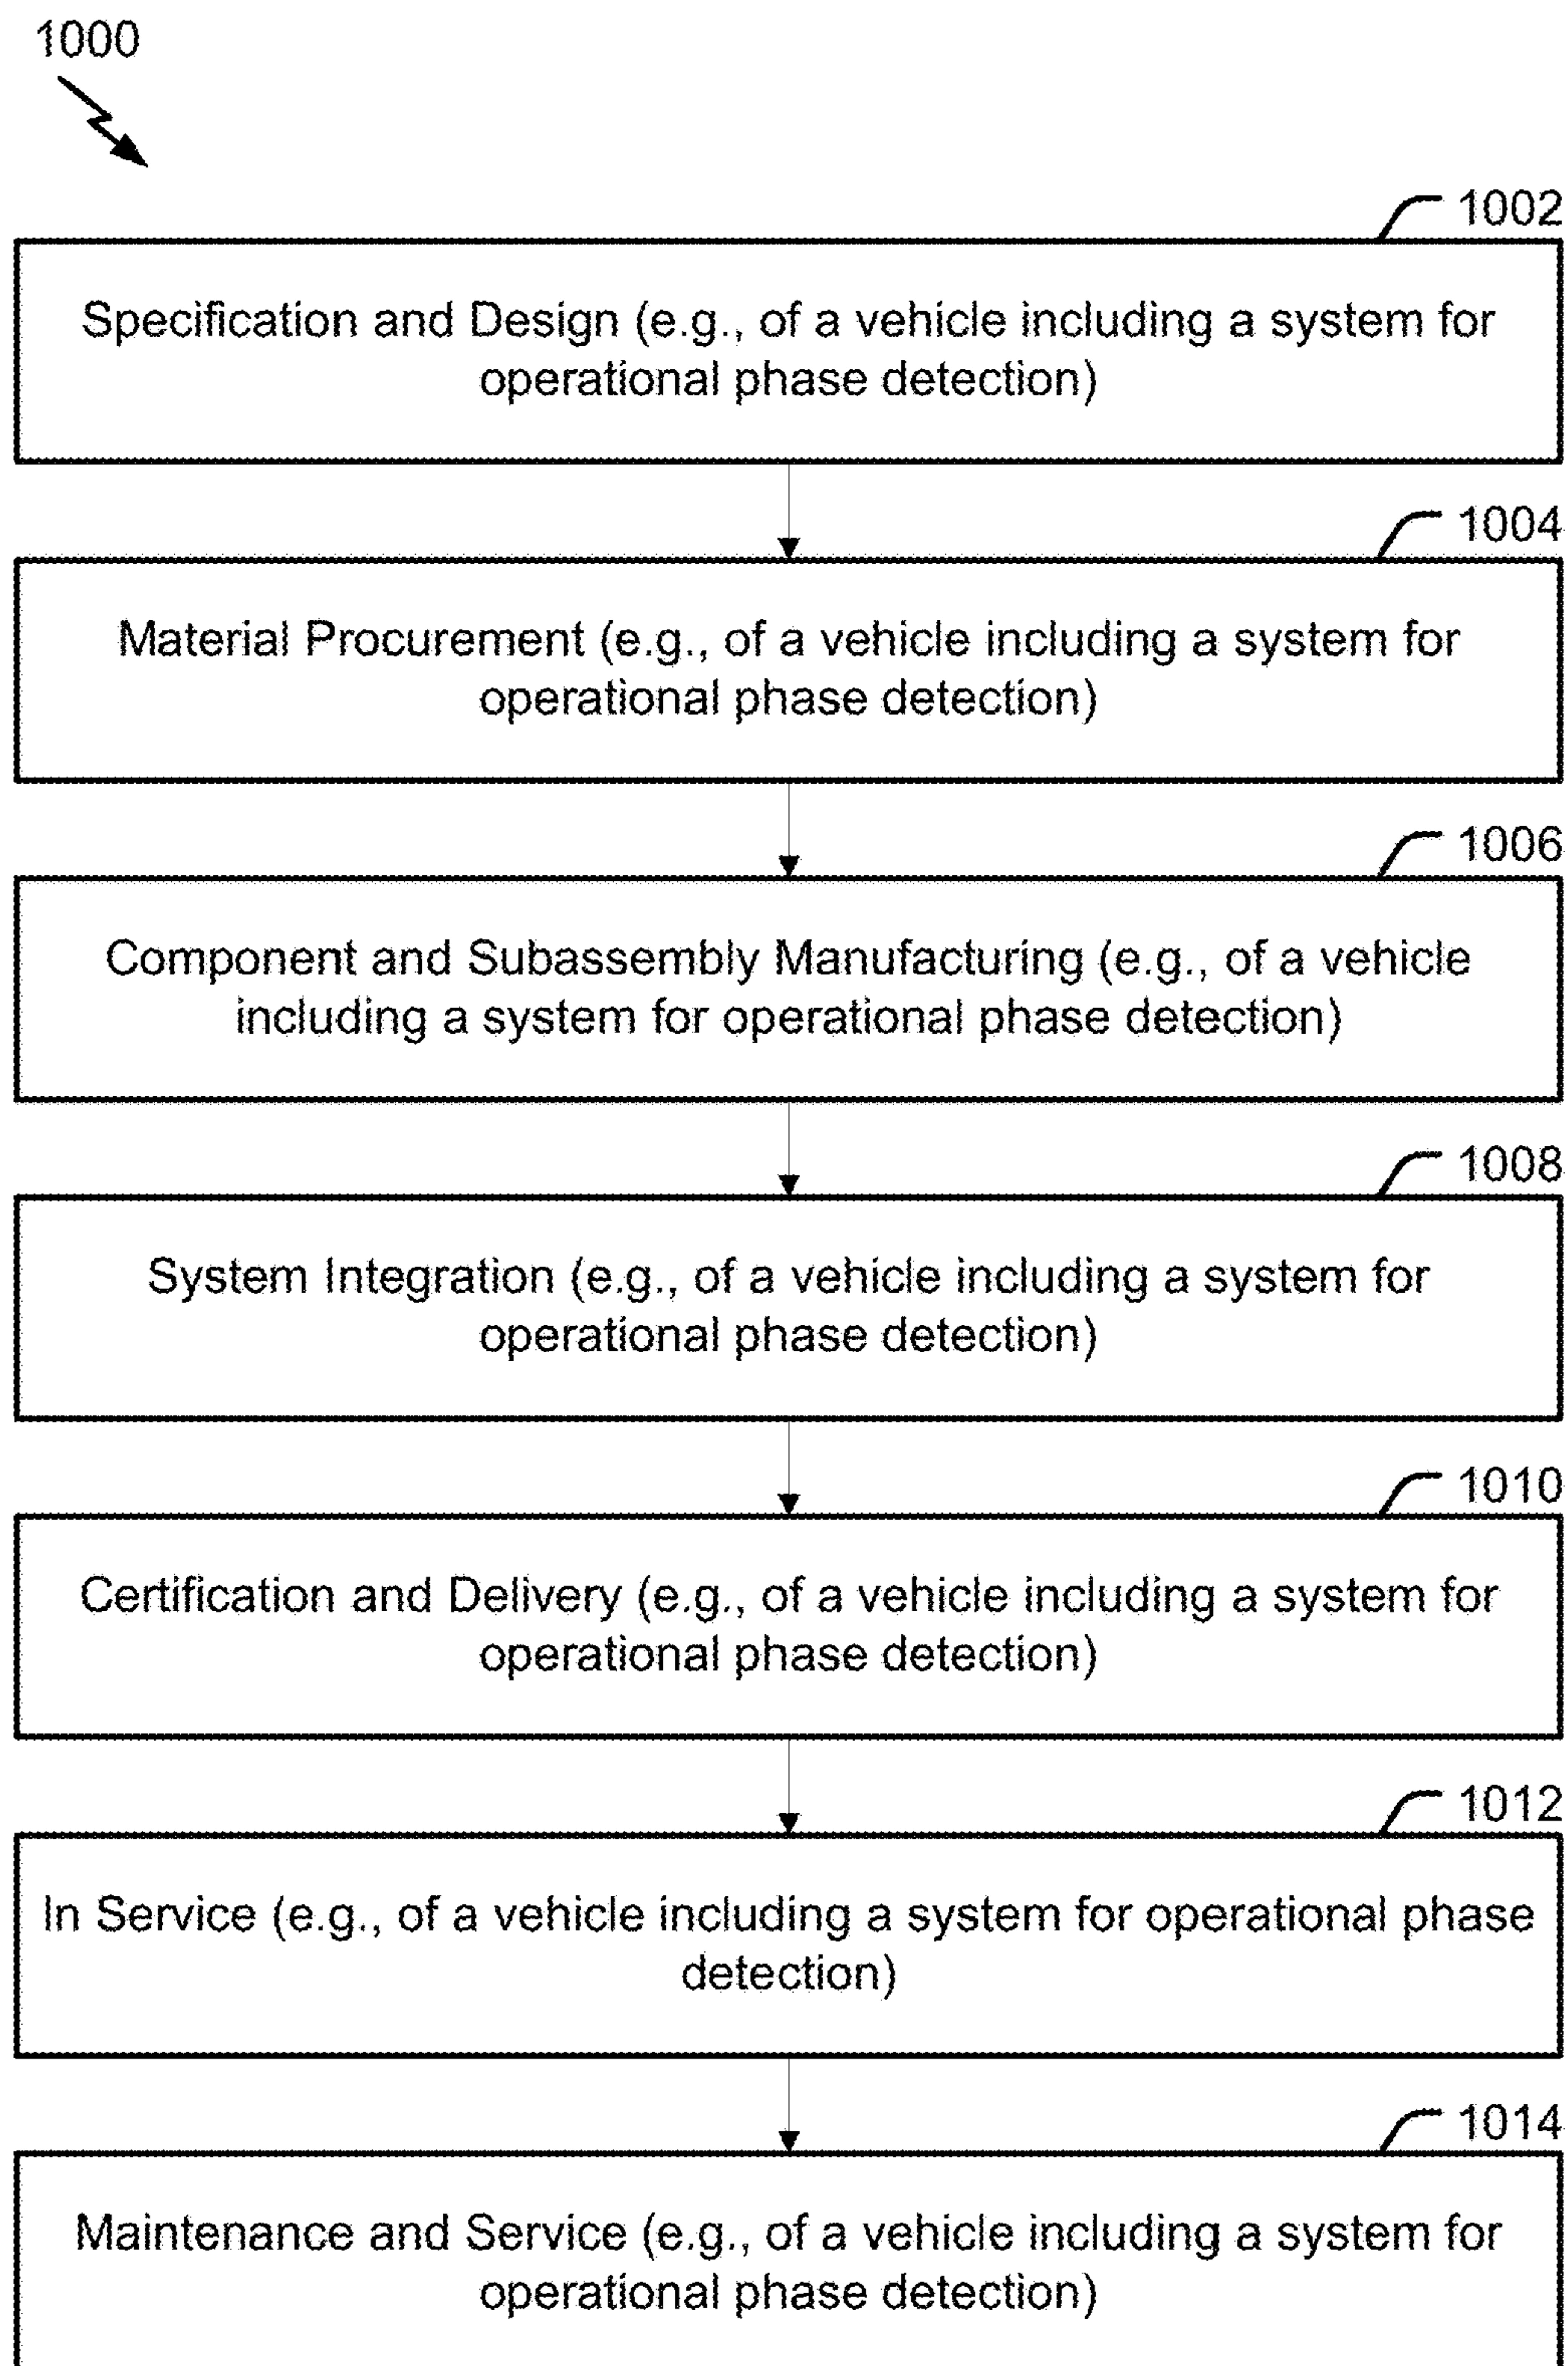 1000
1002
Specification and Design (e.g., of a vehicle including a system for
operational phase detection)
1004
Material Procurement (e.g., of a vehicle including a system for
operational phase detection)
1006
Component and Subassembly Manufacturing (e.g., of a vehicle
including a system for operational phase detection)
1008
System Integration (e.g., of a vehicle including a system for
operational phase detection)
1010
Certification and Delivery (e.g., of a vehicle including a system for
operational phase detection)
1012
In Service (e.g., of a vehicle including a system for operational phase
detection)
1014
Maintenance and Service (e.g., of a vehicle including a system for
operational phase detection)